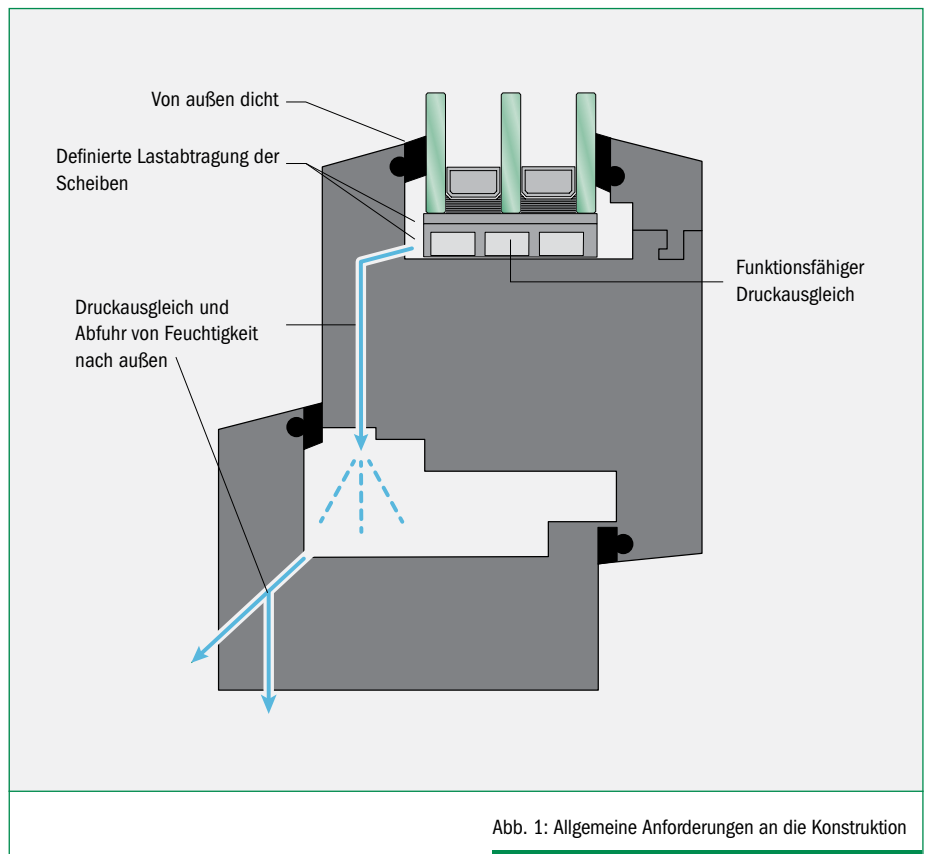 Von außen dicht
Definierte Lastabtragung der
Scheiben
Funktionsfähiger
Druckausgleich
Druckausgleich und
Abfuhr von Feuchtigkeit
nach außen
Abb. 1: Allgemeine Anforderungen an die Konstruktion